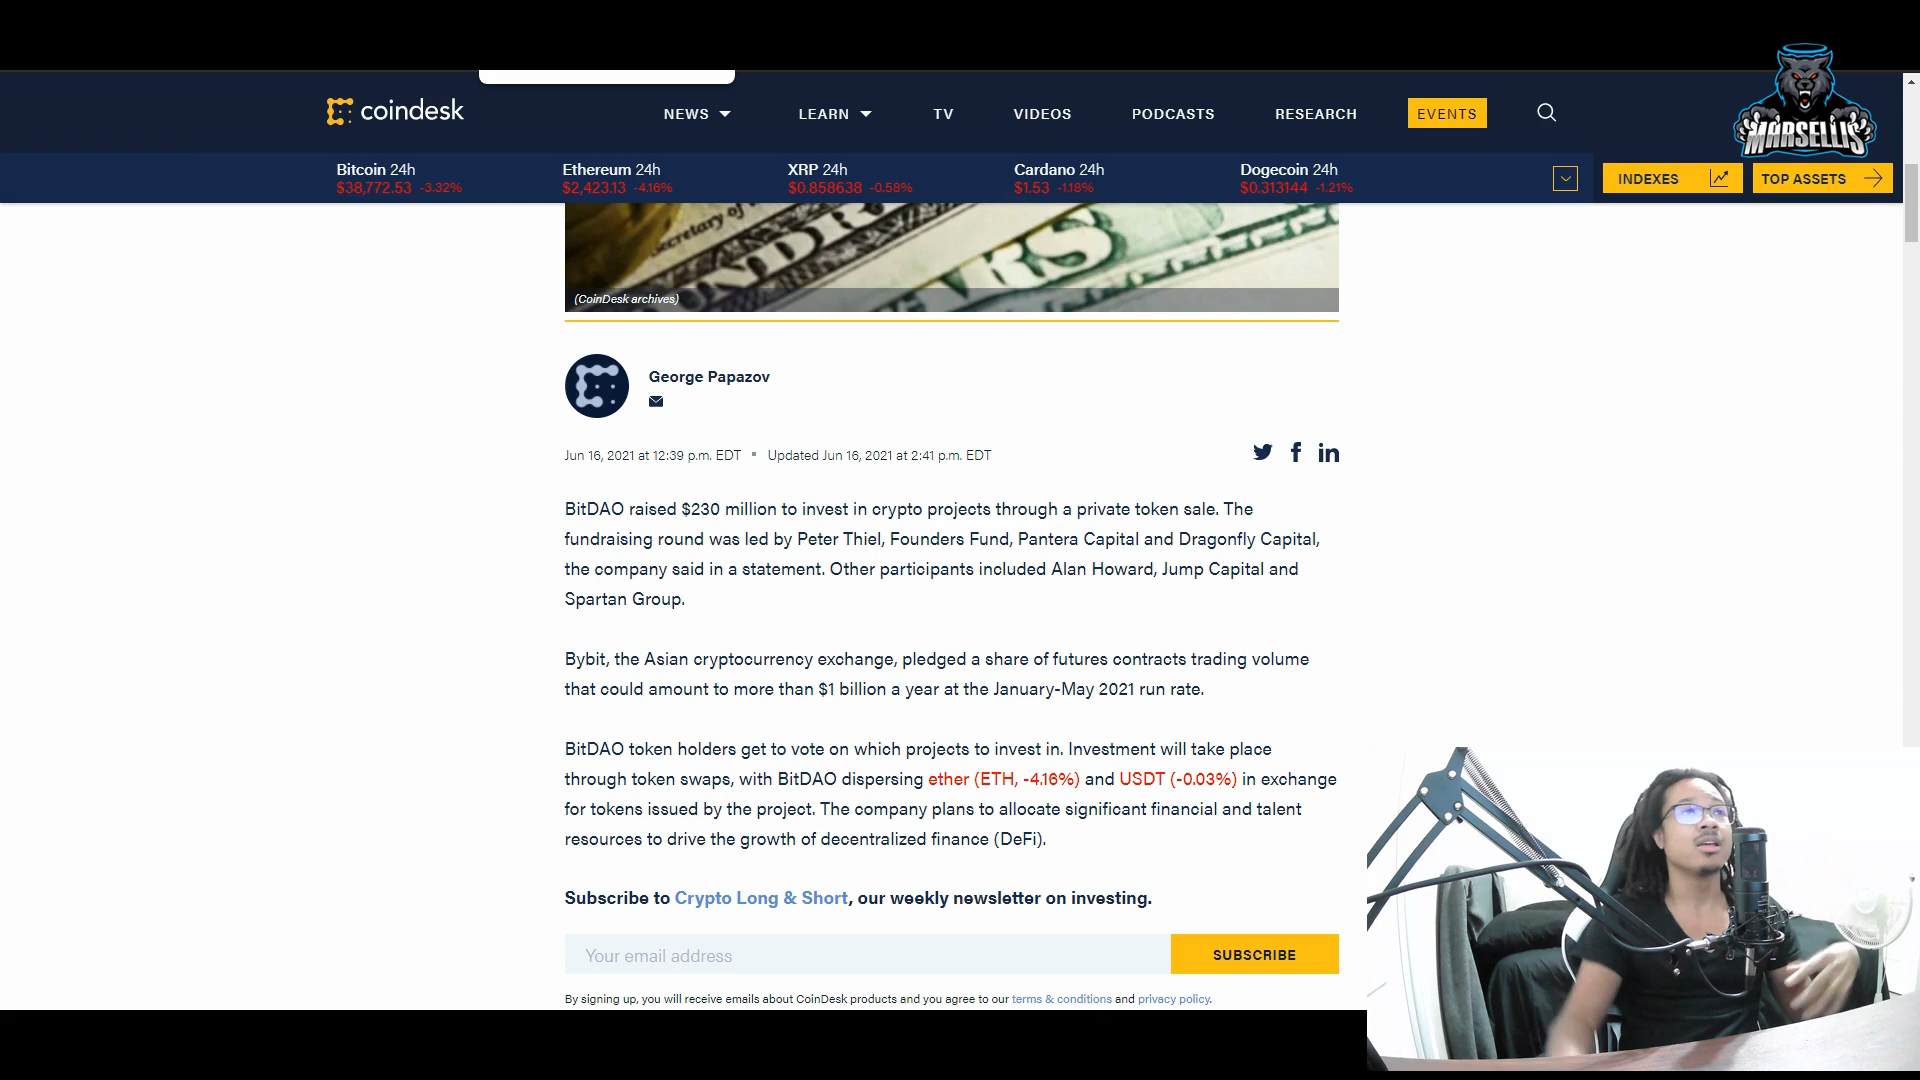 coindesk
NEWS
LEARN
TV
VIDEOS
PODCASTS
RESEARCH
EVENTS
MARSELLIS
Bitcoin 24h
$38,772.53 -3.32%
Ethereum 24h
$2,423.13 -4.16%
XRP 24h
$0.858638 -0.58%
Cardano 24h
$1.53 -1.18%
Dogecoin 24h
$0.313144 -1.21%
INDEXES
TOP ASSETS
(CoinDesk archives)
George Papazov
Jun 16, 2021 at 12:39 p.m. EDT ▪ Updated Jun 16, 2021 at 2:41 p.m. EDT
BitDAO raised $230 million to invest in crypto projects through a private token sale. The
fundraising round was led by Peter Thiel, Founders Fund, Pantera Capital and Dragonfly Capital,
the company said in a statement. Other participants included Alan Howard, Jump Capital and
Spartan Group.
Bybit, the Asian cryptocurrency exchange, pledged a share of futures contracts trading volume
that could amount to more than $1 billion a year at the January-May 2021 run rate.
BitDAO token holders get to vote on which projects to invest in. Investment will take place
through token swaps, with BitDAO dispersing ether (ETH, -4.16%) and USDT (-0.03%) in exchange
for tokens issued by the project. The company plans to allocate significant financial and talent
resources to drive the growth of decentralized finance (DeFi).
Subscribe to Crypto Long & Short, our weekly newsletter on investing.
Your email address
SUBSCRIBE
By signing up, you will receive emails about CoinDesk products and you agree to our terms & conditions and privacy policy.